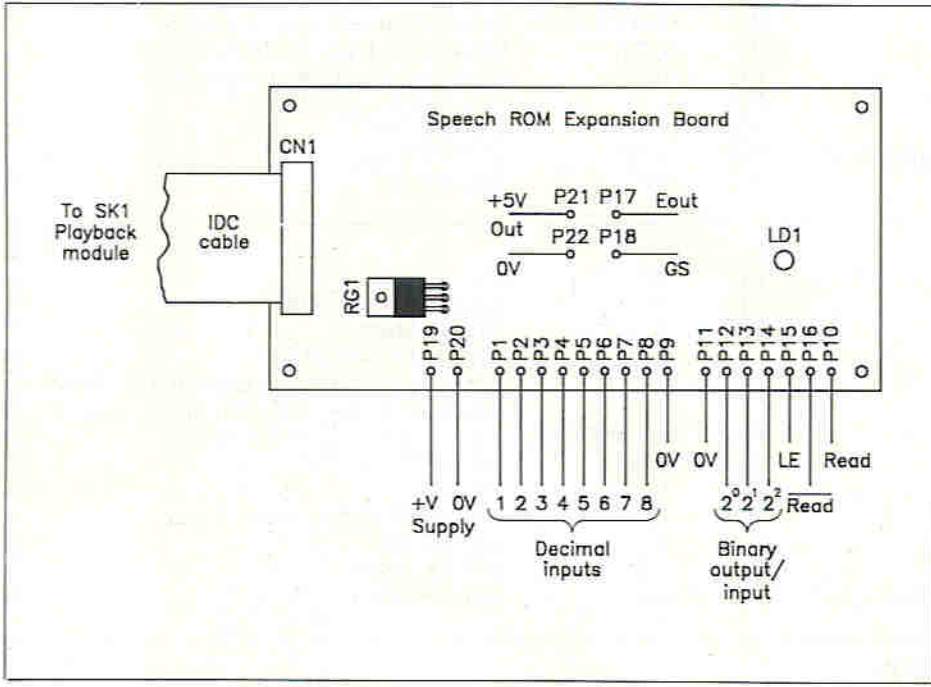 Speech ROM Expansion Board
CN1
To SK1
Playback
module
IDC
cable
+5V P21 P17 Eout
Out
P22 P18
0V GS
LD1
RG1
P19
P20
P1
P2
P3
P4
P5
P6
P7
P8
P9
P11
P12
P13
P14
P15
P16
P10
0V 0V LE Read
+V 0V 1 2 3 4 5 6 7 8 2⁰ 2¹ 2² R̅e̅a̅d̅
Supply
Decimal
inputs
Binary
output/
input